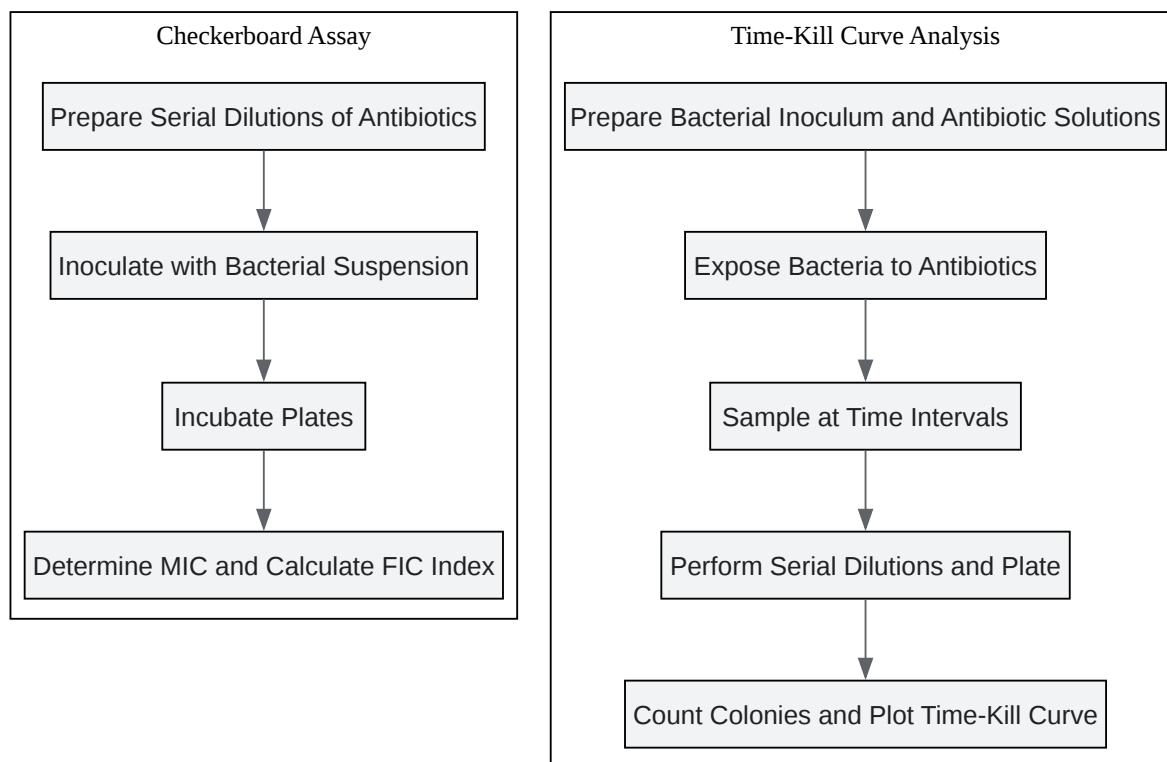 Checkerboard Assay
Prepare Serial Dilutions of Antibiotics
Inoculate with Bacterial Suspension
Incubate Plates
Determine MIC and Calculate FIC Index
Time-Kill Curve Analysis
Prepare Bacterial Inoculum and Antibiotic Solutions
Expose Bacteria to Antibiotics
Sample at Time Intervals
Perform Serial Dilutions and Plate
Count Colonies and Plot Time-Kill Curve